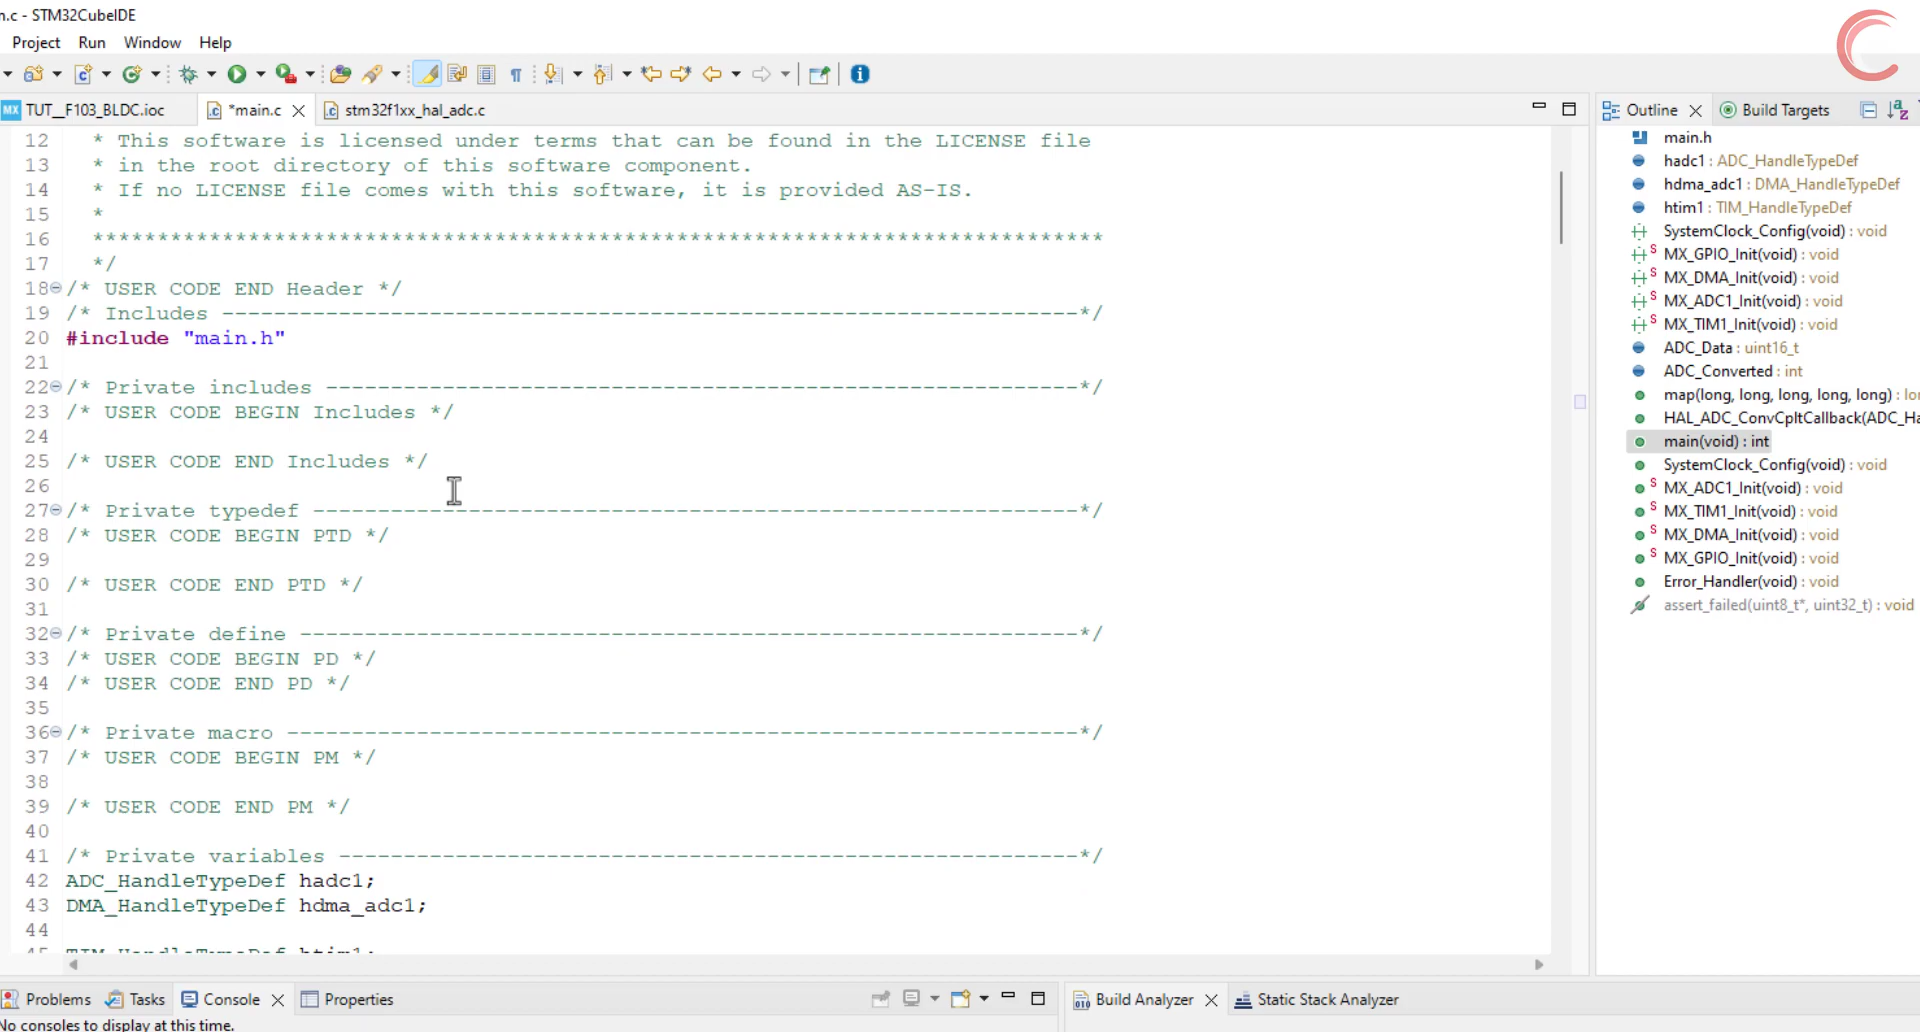 n.c - STM32CubeIDE
Project Run Window Help
MX TUT__F103_BLDC.ioc *main.c stm32f1xx_hal_adc.c
12 * This software is licensed under terms that can be found in the LICENSE file
13 * in the root directory of this software component.
14 * If no LICENSE file comes with this software, it is provided AS-IS.
15 *
16 ******************************************************************************
17 */
18 /* USER CODE END Header */
19 /* Includes ------------------------------------------------------------------*/
20 #include "main.h"
21
22 /* Private includes ----------------------------------------------------------*/
23 /* USER CODE BEGIN Includes */
24
25 /* USER CODE END Includes */
26
27 /* Private typedef -----------------------------------------------------------*/
28 /* USER CODE BEGIN PTD */
29
30 /* USER CODE END PTD */
31
32 /* Private define ------------------------------------------------------------*/
33 /* USER CODE BEGIN PD */
34 /* USER CODE END PD */
35
36 /* Private macro -------------------------------------------------------------*/
37 /* USER CODE BEGIN PM */
38
39 /* USER CODE END PM */
40
41 /* Private variables ---------------------------------------------------------*/
42 ADC_HandleTypeDef hadc1;
43 DMA_HandleTypeDef hdma_adc1;
44
45 TIM_HandleTypeDef htim1;
Outline Build Targets
main.h
hadc1 : ADC_HandleTypeDef
hdma_adc1 : DMA_HandleTypeDef
htim1 : TIM_HandleTypeDef
SystemClock_Config(void) : void
MX_GPIO_Init(void) : void
MX_DMA_Init(void) : void
MX_ADC1_Init(void) : void
MX_TIM1_Init(void) : void
ADC_Data : uint16_t
ADC_Converted : int
map(long, long, long, long, long) : lo
HAL_ADC_ConvCpltCallback(ADC_Ha
main(void) : int
SystemClock_Config(void) : void
MX_ADC1_Init(void) : void
MX_TIM1_Init(void) : void
MX_DMA_Init(void) : void
MX_GPIO_Init(void) : void
Error_Handler(void) : void
assert_failed(uint8_t*, uint32_t) : void
Problems Tasks Console Properties
No consoles to display at this time.
Build Analyzer Static Stack Analyzer